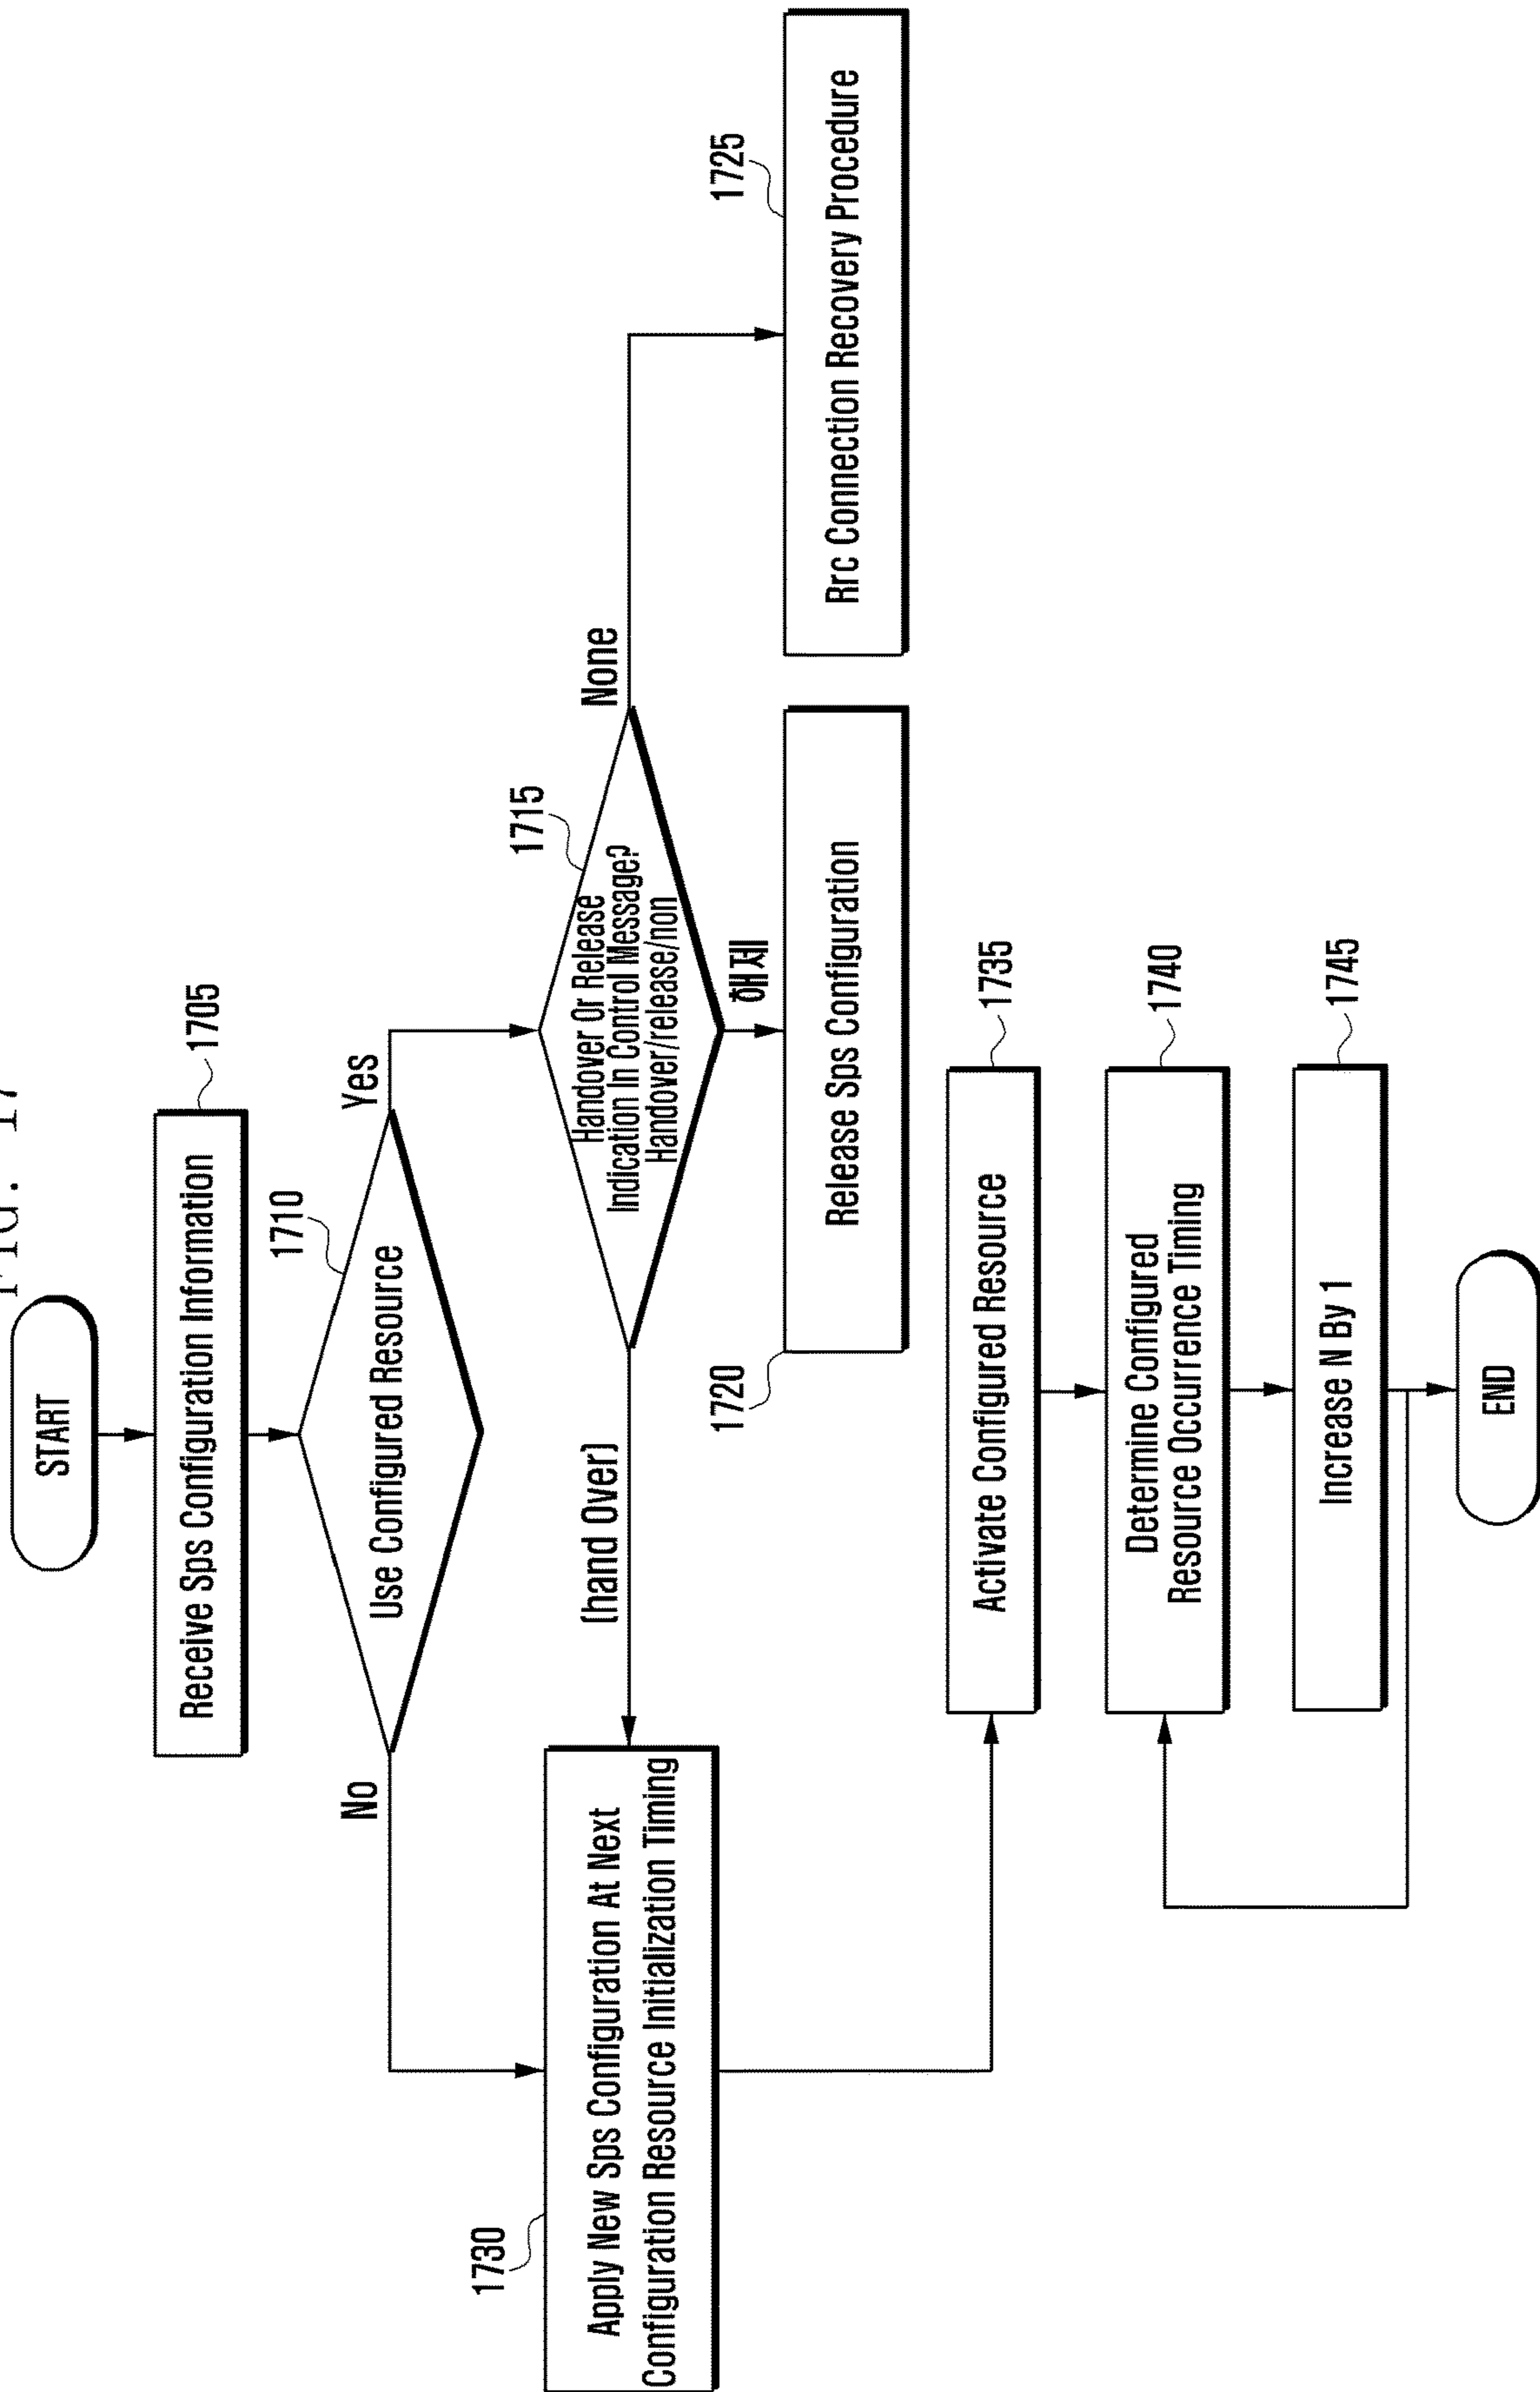 FIG. 17
START
Receive Sps Configuration Information
1705
1710
Use Configured Resource
Yes
No
1715
Handover Or Release
Indication In Control Message?
Handover/release/non
None
(hand Over)
해지
1720
Release Sps Configuration
1725
Rrc Connection Recovery Procedure
1730
Apply New Sps Configuration At Next
Configuration Resource Initialization Timing
1735
Activate Configured Resource
1740
Determine Configured
Resource Occurrence Timing
1745
Increase N By 1
END